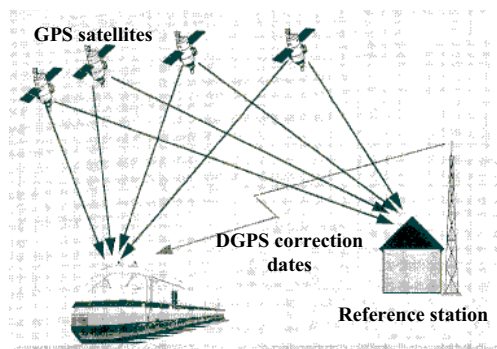 GPS satellites
DGPS correction
dates
Reference station